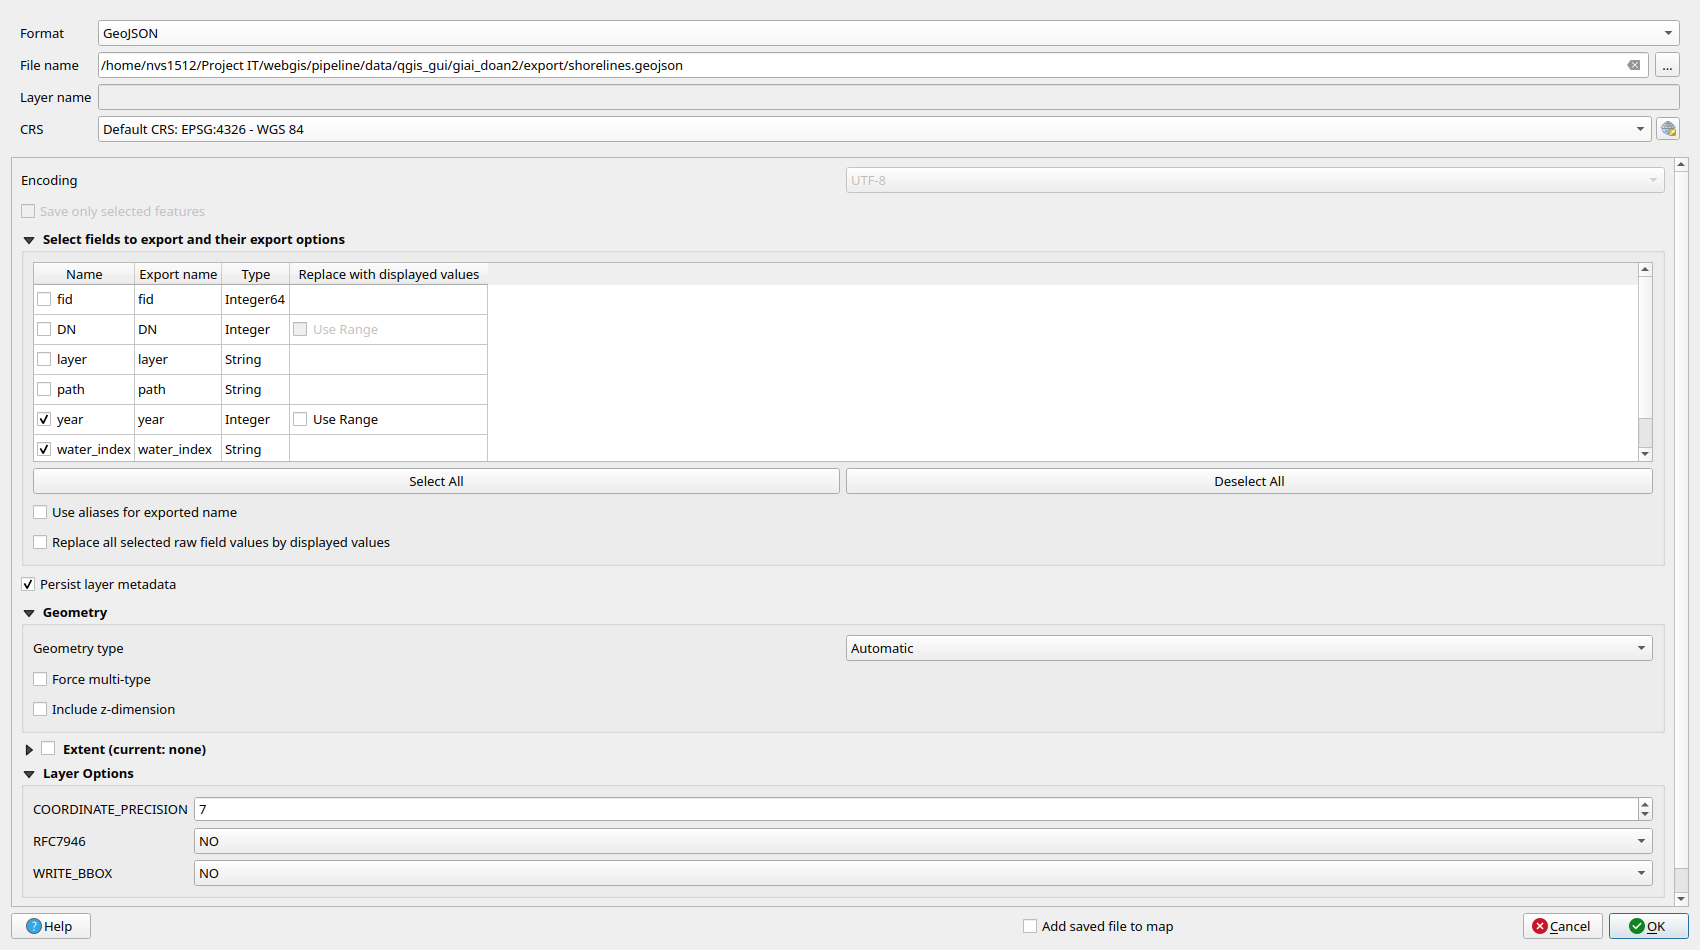 Format GeoJSON
File name /home/nvs1512/Project IT/webgis/pipeline/data/qgis_gui/giai_doan2/export/shorelines.geojson ...
Layer name
CRS Default CRS: EPSG:4326 - WGS 84
Encoding UTF-8
Save only selected features
Select fields to export and their export options
Name Export name Type Replace with displayed values
fid fid Integer64
DN DN Integer Use Range
layer layer String
path path String
year year Integer Use Range
water_index water_index String
Select All Deselect All
Use aliases for exported name
Replace all selected raw field values by displayed values
Persist layer metadata
Geometry
Geometry type Automatic
Force multi-type
Include z-dimension
Extent (current: none)
Layer Options
COORDINATE_PRECISION 7
RFC7946 NO
WRITE_BBOX NO
Help Add saved file to map Cancel OK